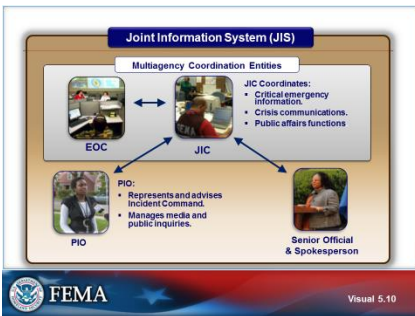 Joint Information System (JIS)
Multiagency Coordination Entities
EOC
JIC
JIC Coordinates:
• Critical emergency
information.
• Crisis communications.
• Public affairs functions
PIO
PIO:
• Represents and advises
Incident Command.
• Manages media and
public inquiries.
Senior Official
& Spokesperson
FEMA
Visual 5.10